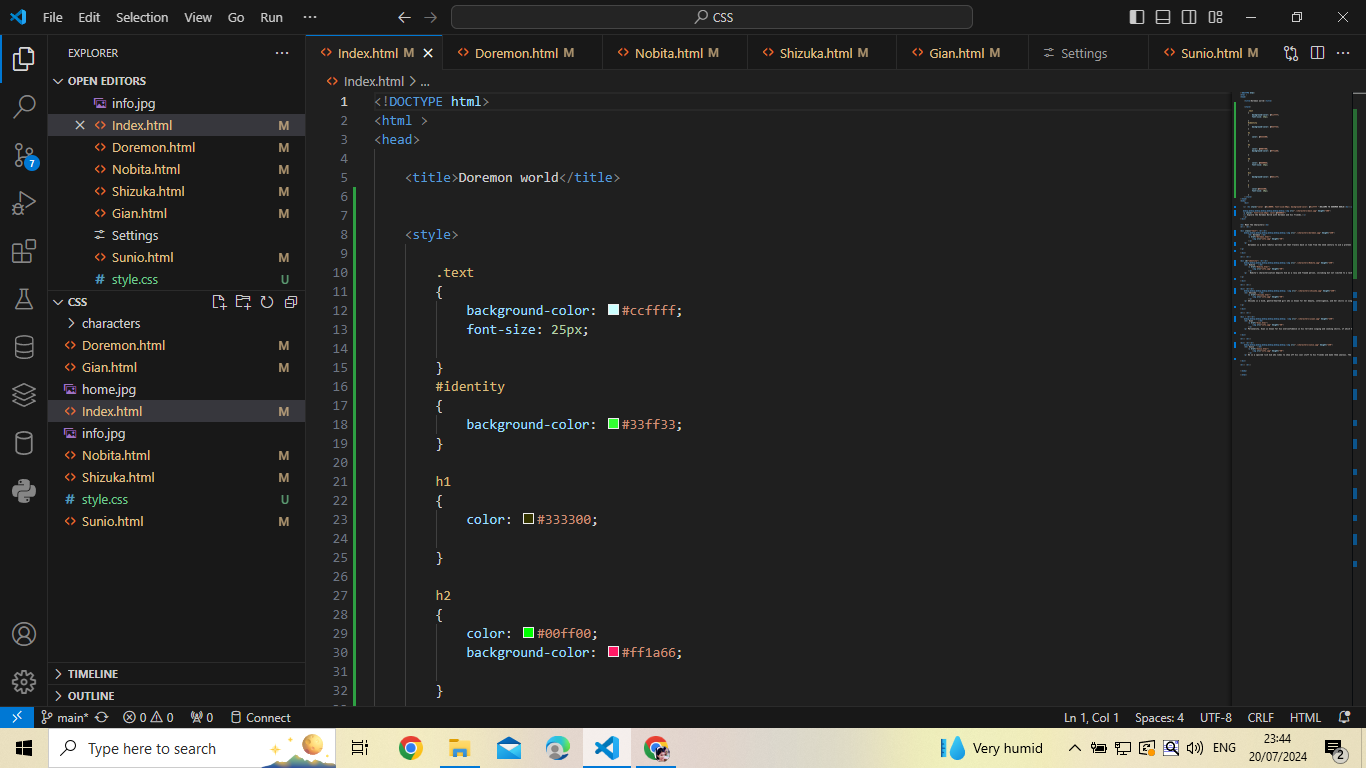 File Edit Selection View Go Run ···
CSS
EXPLORER ···
OPEN EDITORS
info.jpg
Index.html M
Doremon.html M
Nobita.html M
Shizuka.html M
Gian.html M
Settings
Sunio.html M
style.css U
CSS
characters
Doremon.html M
Gian.html M
home.jpg
Index.html M
info.jpg
Nobita.html M
Shizuka.html M
style.css U
Sunio.html M
TIMELINE
OUTLINE
7
Index.html M Doremon.html M Nobita.html M Shizuka.html M Gian.html M Settings Sunio.html M ···
Index.html > ...
1 <!DOCTYPE html>
2 <html >
3 <head>
4
5 <title>Doremon world</title>
6
7
8 <style>
9
10 .text
11 {
12 background-color: #ccffff;
13 font-size: 25px;
14
15 }
16 #identity
17 {
18 background-color: #33ff33;
19 }
20
21 h1
22 {
23 color: #333300;
24
25 }
26
27 h2
28 {
29 color: #00ff00;
30 background-color: #ff1a66;
31
32 }
main* 0 0 0 Connect Ln 1, Col 1 Spaces: 4 UTF-8 CRLF HTML
Type here to search Very humid ENG 23:44
20/07/2024 2